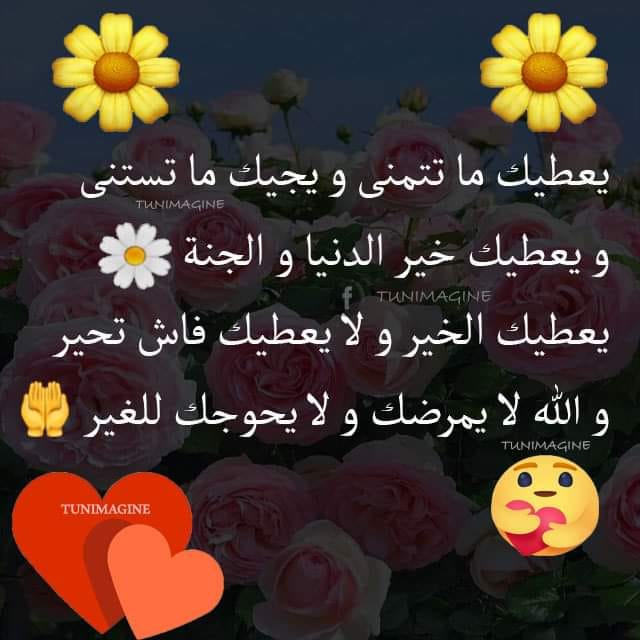 يعطيك ما تتمنى و يجيك ما تستنى
TUNIMAGINE
و يعطيك خير الدنيا و الجنة
TUNIMAGINE
يعطيك الخير و لا يعطيك فاش تحير
و الله لا يمرضك و لا يحوجك للغير
TUNIMAGINE
TUNIMAGINE